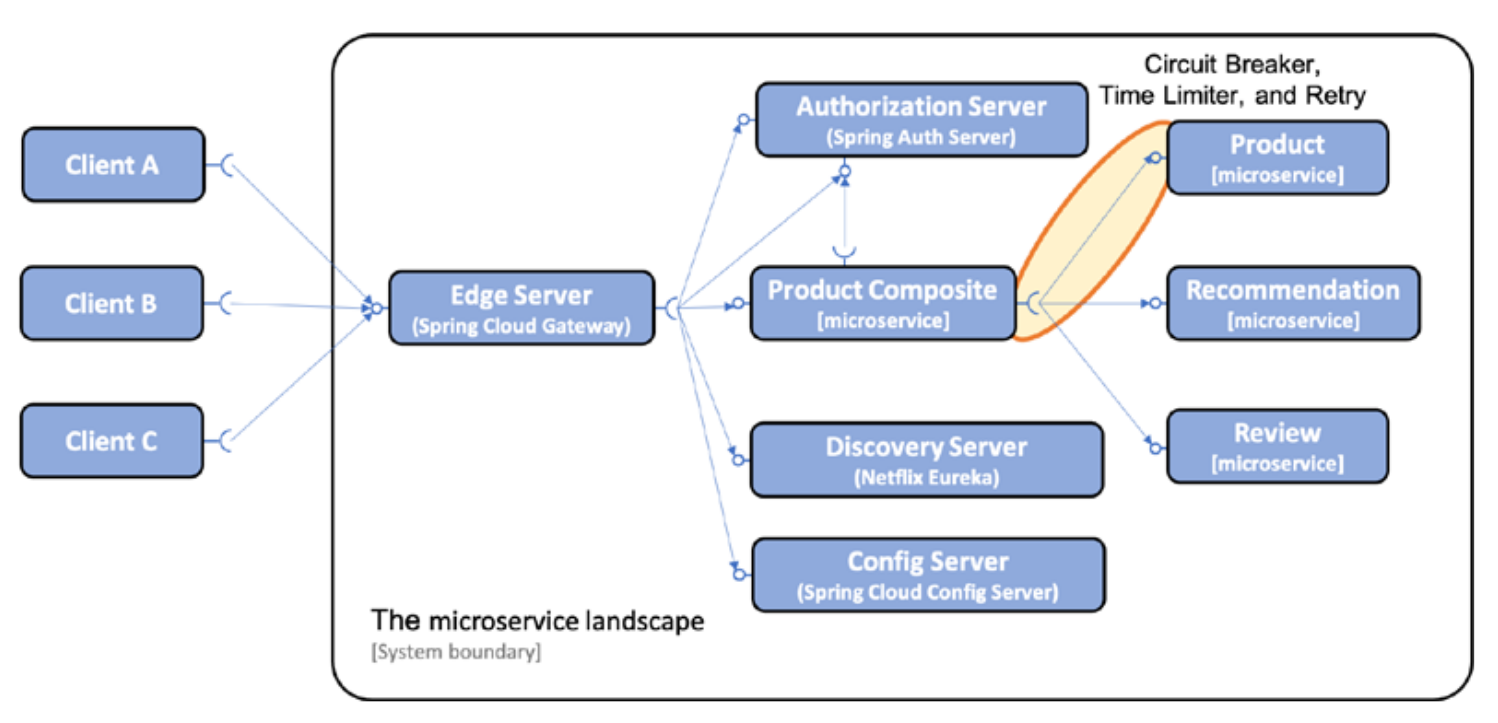 Circuit Breaker,
Time Limiter, and Retry
Client A
Client B
Client C
Edge Server
(Spring Cloud Gateway)
Authorization Server
(Spring Auth Server)
Product Composite
[microservice]
Discovery Server
(Netflix Eureka)
Config Server
(Spring Cloud Config Server)
Product
[microservice]
Recommendation
[microservice]
Review
[microservice]
The microservice landscape
[System boundary]